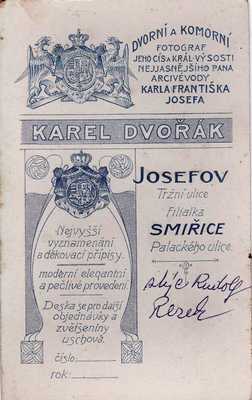 DVORNÍ A KOMORNÍ
FOTOGRAF
JEHO CÍS. A KRÁL. VÝSOSTI
NEJJASNĚJŠÍHO PANA
ARCIVÉVODY
KARLA FRANTIŠKA
JOSEFA
KAREL DVOŘÁK
JOSEFOV
Tržní ulice
Filialka
SMIŘICE
Palackého ulice.
Nejvyšší
vyznamenání
a děkovací přípisy.
moderní elegantní
a pečlivé provedení.
Deska se pro další
objednávky a
zvětšeniny
uschová.
číslo:
rok:
strýc Rudolf